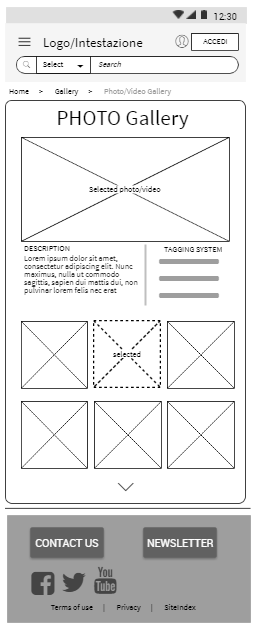 12:30
Logo/Intestazione
ACCEDI
Select
Search
Home > Gallery > Photo/Video Gallery
PHOTO Gallery
Selected photo/video
DESCRIPTION
Lorem ipsum dolor sit amet,
consectetur adipiscing elit. Nunc
maximus, nulla ut commodo
sagittis, sapien dui mattis dui, non
pulvinar lorem felis nec erat
TAGGING SYSTEM
selected
CONTACT US
NEWSLETTER
You
Tube
Terms of use | Privacy | SiteIndex